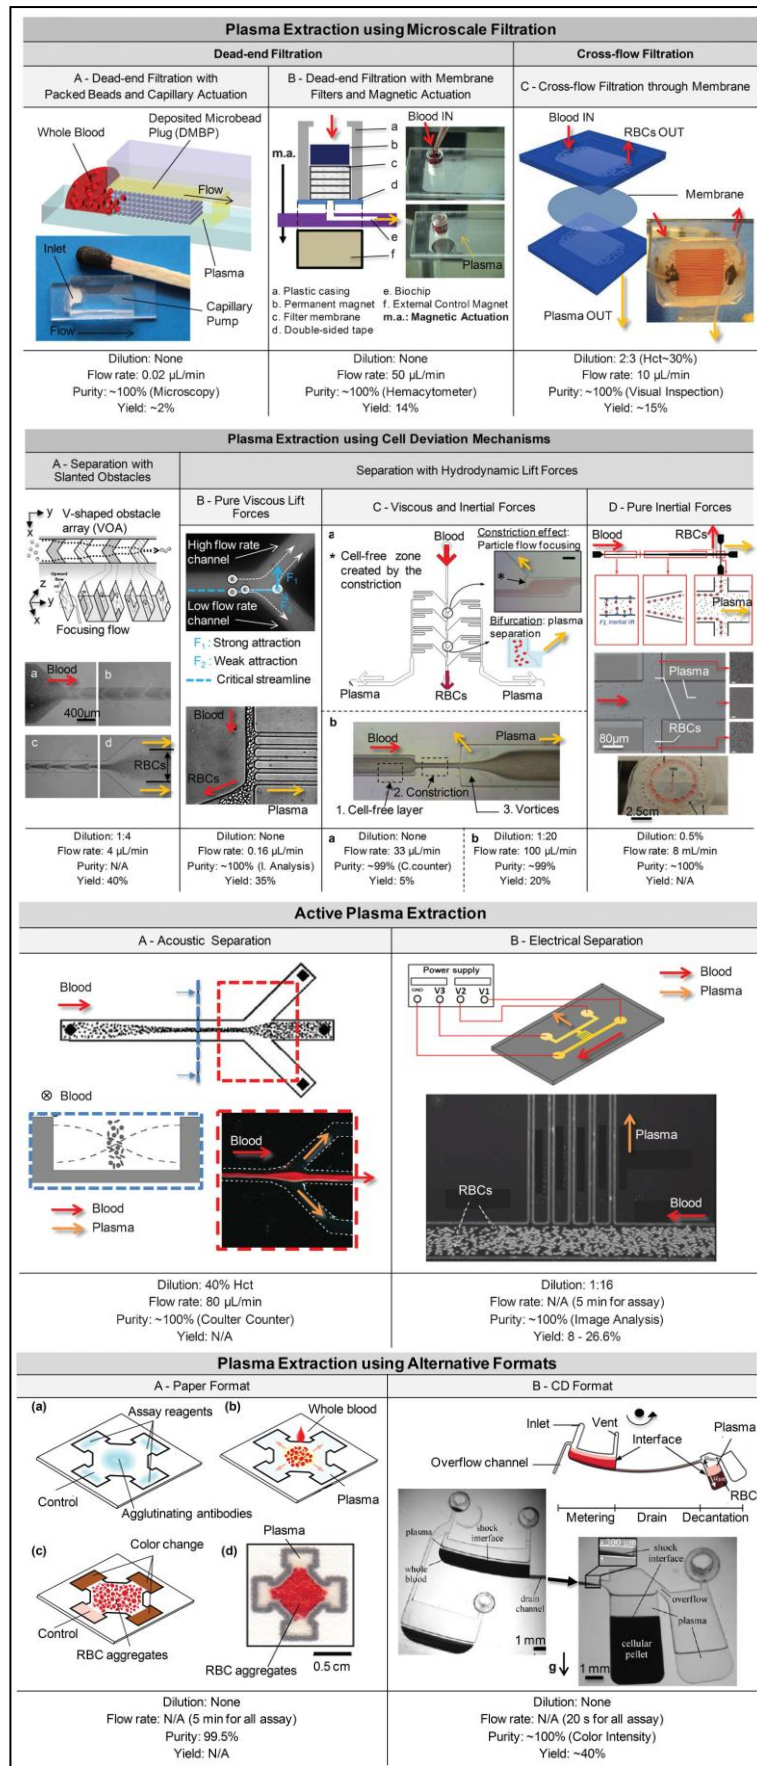 Plasma Extraction using Microscale Filtration
Dead-end Filtration
Cross-flow Filtration
A - Dead-end Filtration with
Packed Beads and Capillary Actuation
Deposited Microbead
Plug (DMBP)
Whole Blood
Flow
Plasma
Inlet
Capillary
Pump
Flow
B - Dead-end Filtration with Membrane
Filters and Magnetic Actuation
m.a.
a
b
c
d
e
f
Blood IN
Plasma
a. Plastic casing
b. Permanent magnet
c. Filter membrane
d. Double-sided tape
e. Biochip
f. External Control Magnet
m.a.: Magnetic Actuation
C - Cross-flow Filtration through Membrane
Blood IN
RBCs OUT
Membrane
Plasma OUT
Dilution: None
Flow rate: 0.02 µL/min
Purity: ~100% (Microscopy)
Yield: ~2%
Dilution: None
Flow rate: 50 µL/min
Purity: ~100% (Hemacytometer)
Yield: 14%
Dilution: 2:3 (Hct~30%)
Flow rate: 10 µL/min
Purity: ~100% (Visual Inspection)
Yield: ~15%
Plasma Extraction using Cell Deviation Mechanisms
A - Separation with
Slanted Obstacles
Separation with Hydrodynamic Lift Forces
y
x
V-shaped obstacle
array (VOA)
z
y
x
Focusing flow
a
Blood
b
400µm
c
d
RBCs
B - Pure Viscous Lift
Forces
High flow rate
channel
F₁
Low flow rate
channel
F₁ : Strong attraction
F₂ : Weak attraction
Critical streamline
Blood
RBCs
Plasma
C - Viscous and Inertial Forces
a
Blood
* Cell-free zone
created by the
constriction
Constriction effect:
Particle flow focusing
*
Bifurcation: plasma
separation
Plasma
RBCs
Plasma
b
Blood
Plasma
2. Constriction
1. Cell-free layer
3. Vortices
D - Pure Inertial Forces
Blood
RBCs
Plasma
Plasma
RBCs
80µm
2.5cm
Dilution: 1:4
Flow rate: 4 µL/min
Purity: N/A
Yield: 40%
Dilution: None
Flow rate: 0.16 µL/min
Purity: ~100% (I. Analysis)
Yield: 35%
a
Dilution: None
Flow rate: 33 µL/min
Purity: ~99% (C.counter)
Yield: 5%
b
Dilution: 1:20
Flow rate: 100 µL/min
Purity: ~99%
Yield: 20%
Dilution: 0.5%
Flow rate: 8 mL/min
Purity: ~100%
Yield: N/A
Active Plasma Extraction
A - Acoustic Separation
Blood
Blood
Blood
Plasma
Blood
B - Electrical Separation
Power supply
GND V3 V2 V1
Blood
Plasma
Plasma
RBCs
Blood
Dilution: 40% Hct
Flow rate: 80 µL/min
Purity: ~100% (Coulter Counter)
Yield: N/A
Dilution: 1:16
Flow rate: N/A (5 min for assay)
Purity: ~100% (Image Analysis)
Yield: 8 - 26.6%
Plasma Extraction using Alternative Formats
A - Paper Format
(a)
Assay reagents
Control
Agglutinating antibodies
(b)
Whole blood
Plasma
(c)
Color change
Control
RBC aggregates
(d)
Plasma
RBC aggregates
0.5 cm
B - CD Format
Inlet
Vent
Plasma
Interface
Overflow channel
RBC
Metering
Drain
Decantation
plasma
shock
interface
whole
blood
drain
channel
1 mm
shock
interface
overflow
plasma
cellular
pellet
g
1 mm
Dilution: None
Flow rate: N/A (5 min for all assay)
Purity: 99.5%
Yield: N/A
Dilution: None
Flow rate: N/A (20 s for all assay)
Purity: ~100% (Color Intensity)
Yield: ~40%